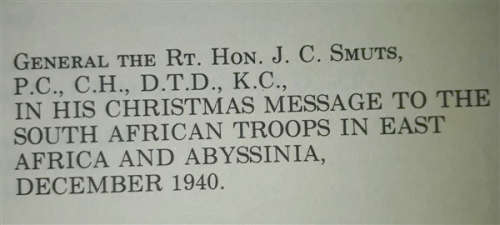 GENERAL THE RT. HON. J. C. SMUTS,
P.C., C.H., D.T.D., K.C.,
IN HIS CHRISTMAS MESSAGE TO THE
SOUTH AFRICAN TROOPS IN EAST
AFRICA AND ABYSSINIA,
DECEMBER 1940.